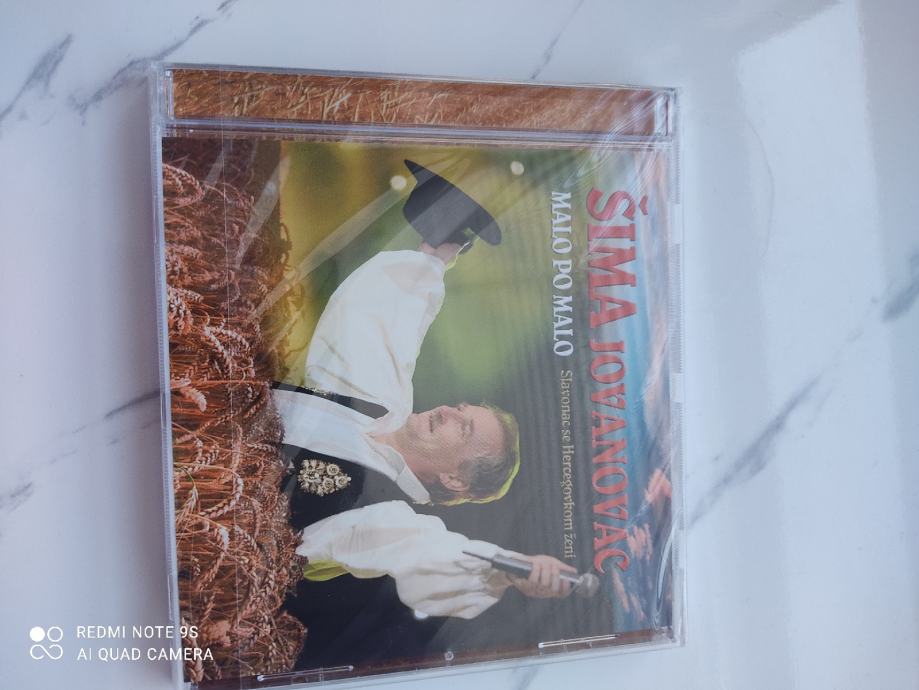 ŠIMA JOVANOVAC
MALO PO MALO
Slavonac se Hercegovkom ženi
REDMI NOTE 9S
AI QUAD CAMERA